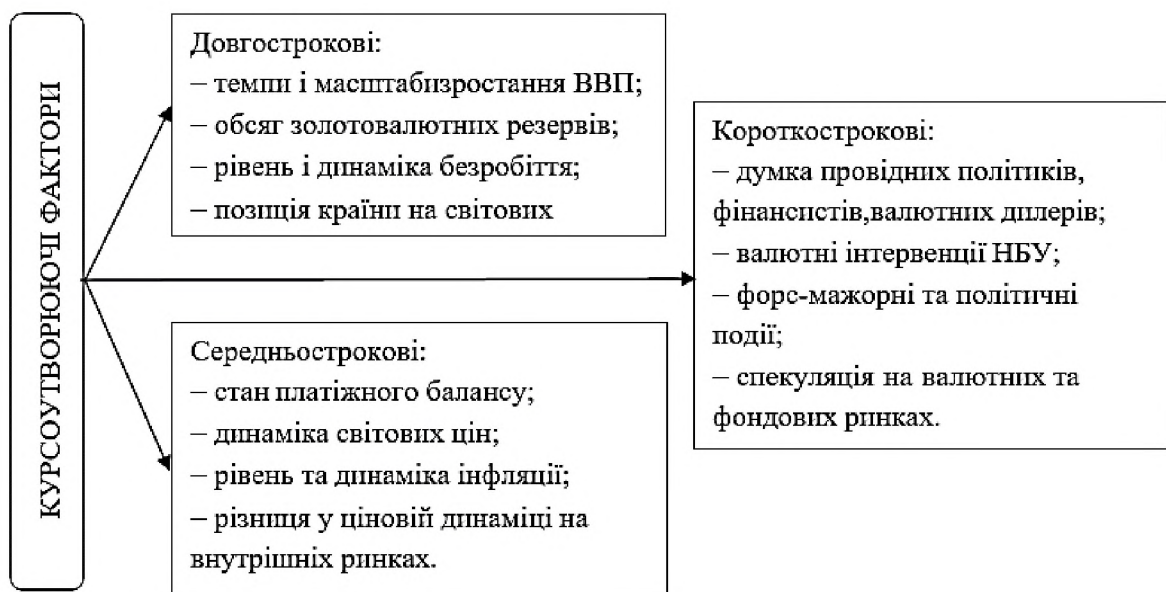 КУРСОУТВОРЮЮЧІ ФАКТОРИ
Довгострокові:
– темпи і масштабизростання ВВП;
– обсяг золотовалютних резервів;
– рівень і динаміка безробіття;
– позиція країнп на світових
Середньострокові:
– стан платіжного балансу;
– динаміка світових цін;
– рівень та динаміка інфляції;
– різниця у ціновій динаміці на
внутрішніх ринках.
Короткострокові:
– думка провідних політиків,
фінансистів,валютних дилерів;
– валютні інтервенції НБУ;
– форс-мажорні та політичні
події;
– спекуляція на валютних та
фондових ринках.